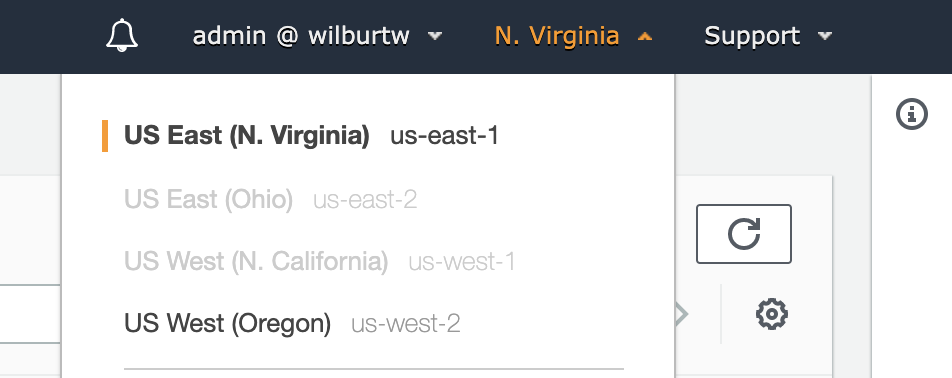 admin @ wilburtw N. Virginia Support
US East (N. Virginia) us-east-1
US East (Ohio) us-east-2
US West (N. California) us-west-1
US West (Oregon) us-west-2